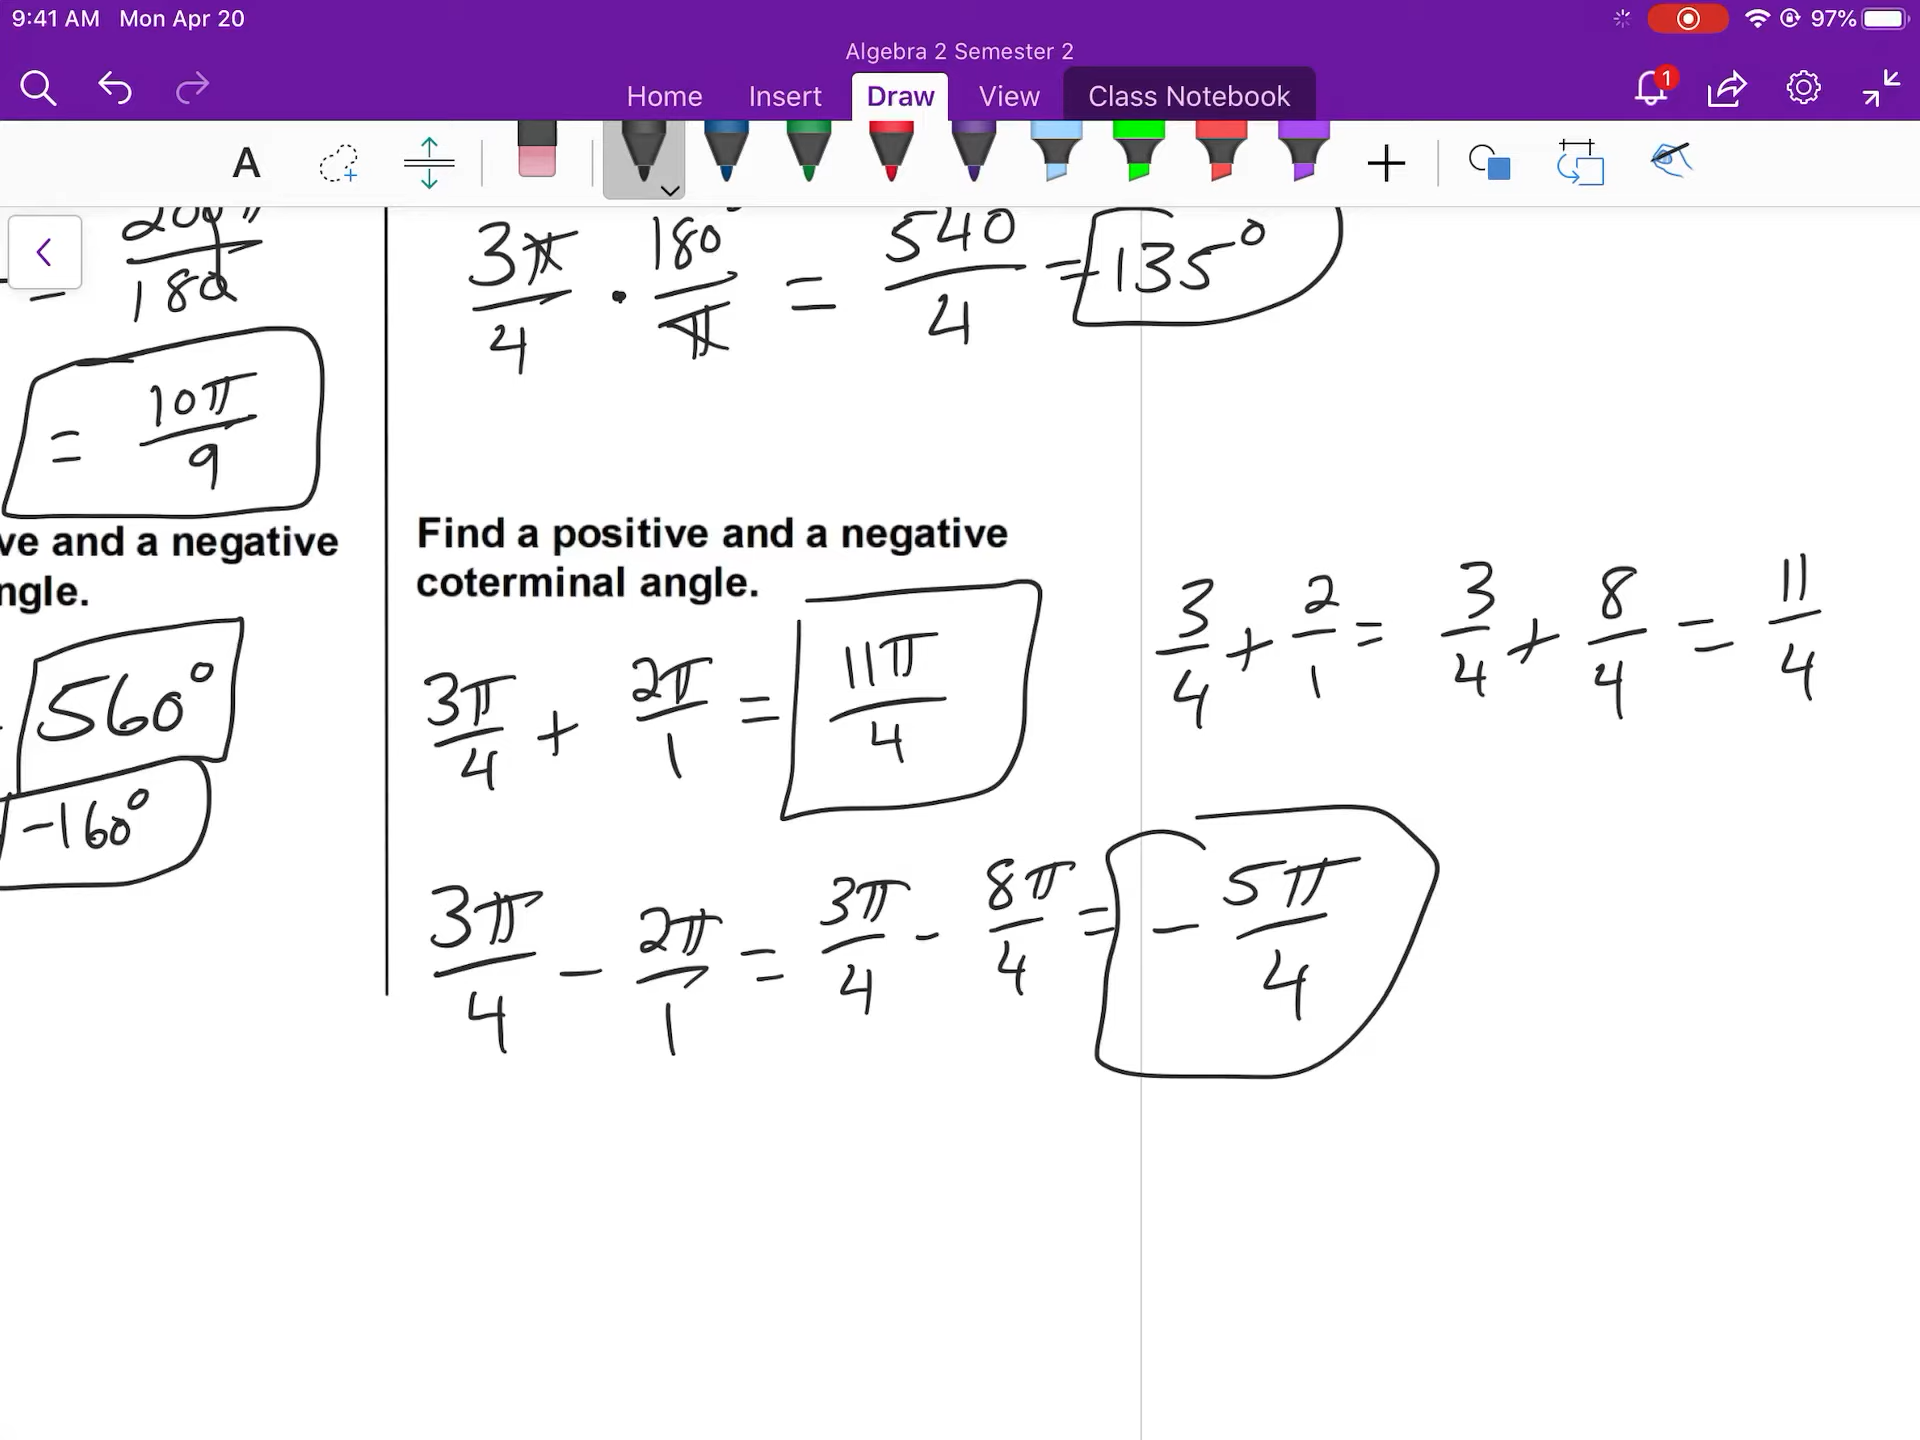 9:41 AM Mon Apr 20 97%
Algebra 2 Semester 2
Home Insert Draw View Class Notebook 1
A
200π/180
= 10π/9
ve and a negative
ngle.
560°
-160°
3π/4 · 180°/π = 540/4 = 135°
Find a positive and a negative
coterminal angle.
3π/4 + 2π/1 = 11π/4
3/4 + 2/1 = 3/4 + 8/4 = 11/4
3π/4 - 2π/1 = 3π/4 - 8π/4 = -5π/4